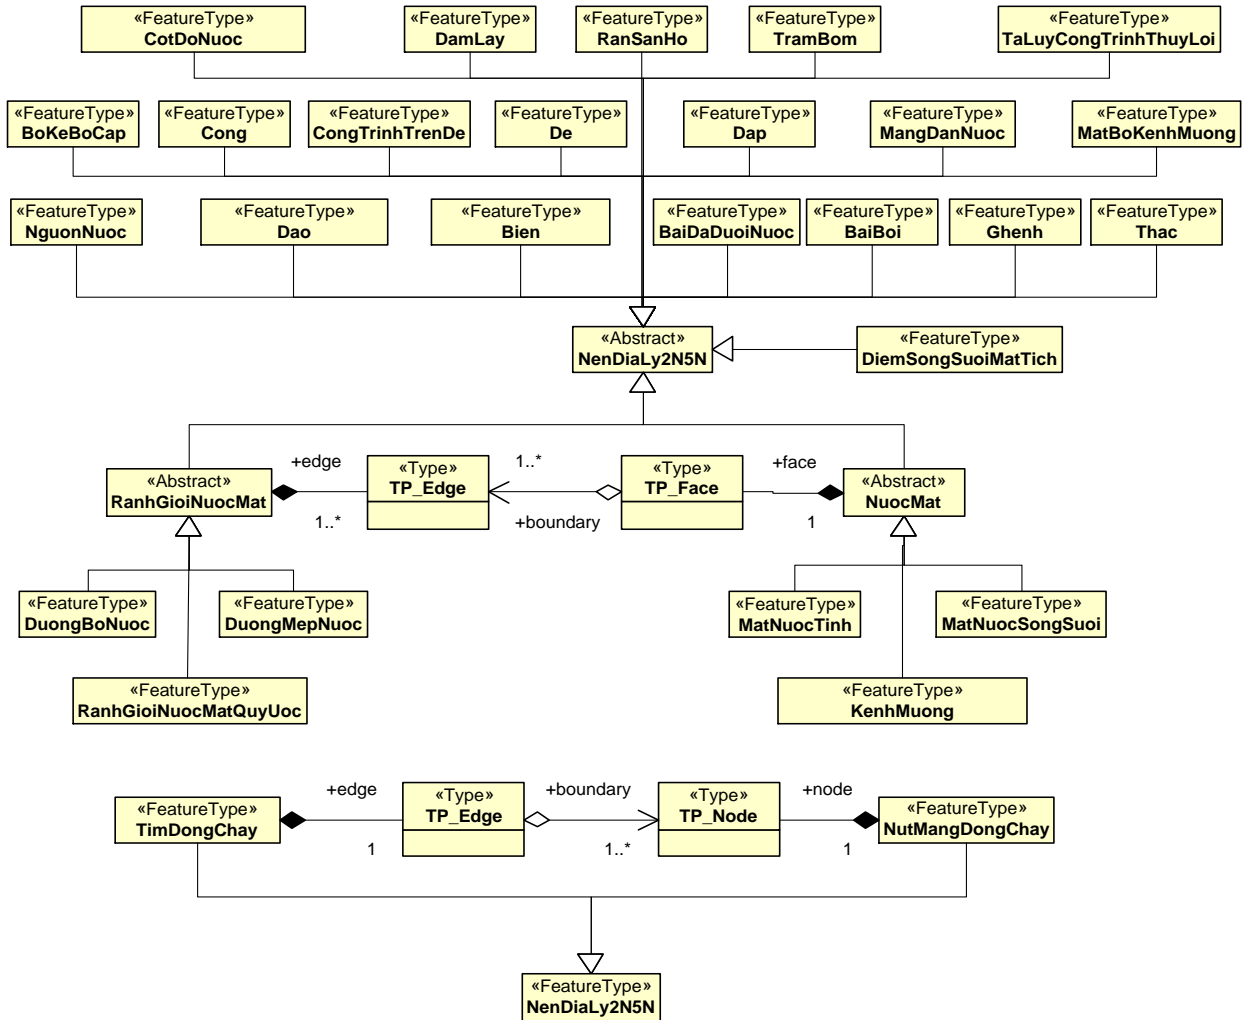 «FeatureType»
CotDoNuoc
«FeatureType»
DamLay
«FeatureType»
RanSanHo
«FeatureType»
TramBom
«FeatureType»
TaLuyCongTrinhThuyLoi
«FeatureType»
BoKeBoCap
«FeatureType»
Cong
«FeatureType»
CongTrinhTrenDe
«FeatureType»
De
«FeatureType»
Dap
«FeatureType»
MangDanNuoc
«FeatureType»
MatBoKenhMuong
«FeatureType»
NguonNuoc
«FeatureType»
Dao
«FeatureType»
Bien
«FeatureType»
BaiDaDuoiNuoc
«FeatureType»
BaiBoi
«FeatureType»
Ghenh
«FeatureType»
Thac
«Abstract»
NenDiaLy2N5N
«FeatureType»
DiemSongSuoiMatTich
«Abstract»
RanhGioiNuocMat
+edge
1..*
«Type»
TP_Edge
1..*
+boundary
«Type»
TP_Face
+face
1
«Abstract»
NuocMat
«FeatureType»
DuongBoNuoc
«FeatureType»
DuongMepNuoc
«FeatureType»
MatNuocTinh
«FeatureType»
MatNuocSongSuoi
«FeatureType»
RanhGioiNuocMatQuyUoc
«FeatureType»
KenhMuong
«FeatureType»
TimDongChay
+edge
1
«Type»
TP_Edge
+boundary
1..*
«Type»
TP_Node
+node
1
«FeatureType»
NutMangDongChay
«FeatureType»
NenDiaLy2N5N